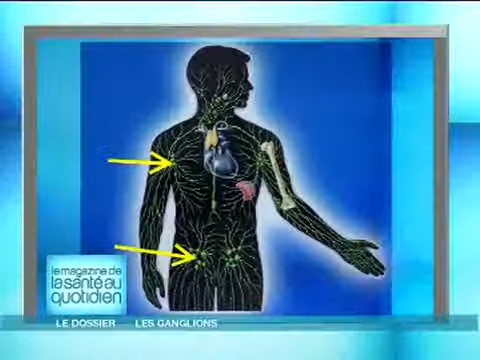 le magazine de
la santé au
quotidien
LE DOSSIER LES GANGLIONS